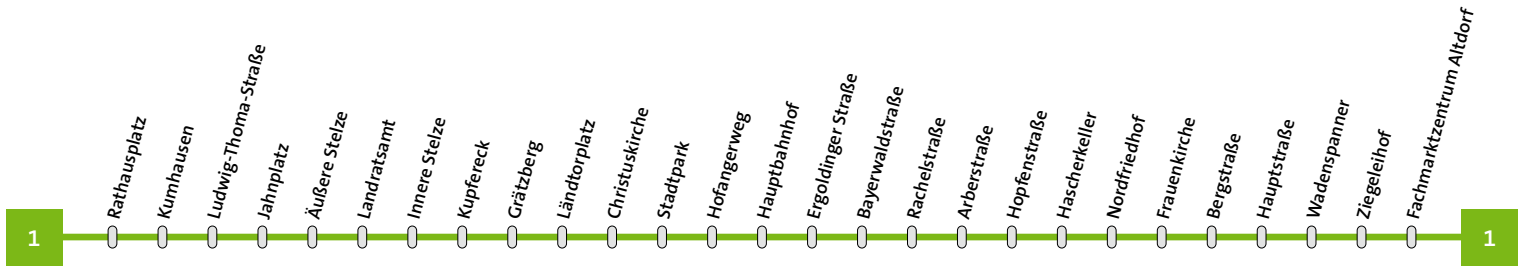 1
Rathausplatz
Kumhausen
Ludwig-Thoma-Straße
Jahnplatz
Äußere Stelze
Landratsamt
Innere Stelze
Kupfereck
Grätzberg
Ländtorplatz
Christuskirche
Stadtpark
Hofangerweg
Hauptbahnhof
Ergoldinger Straße
Bayerwaldstraße
Rachelstraße
Arberstraße
Hopfenstraße
Hascherkeller
Nordfriedhof
Frauenkirche
Bergstraße
Hauptstraße
Wadenspanner
Ziegeleihof
Fachmarktzentrum Altdorf
1